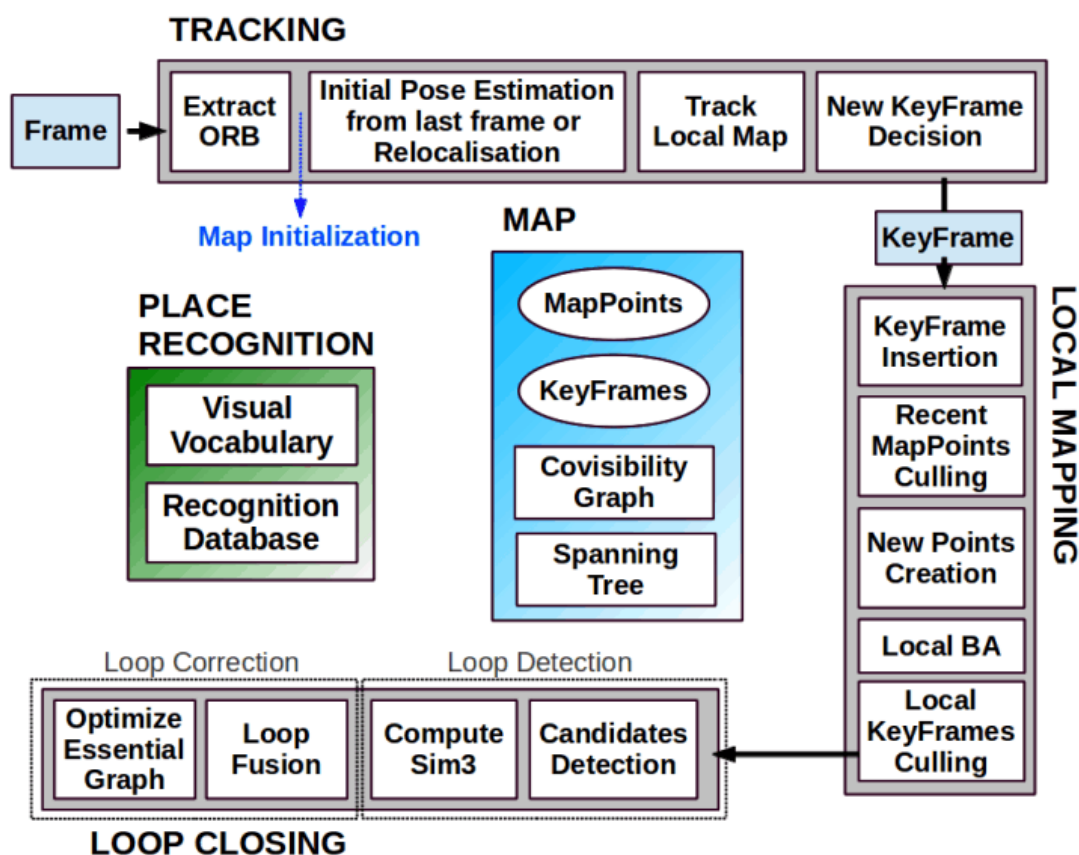 TRACKING
Frame
Extract
ORB
Initial Pose Estimation
from last frame or
Relocalisation
Track
Local Map
New KeyFrame
Decision
Map Initialization
MAP
KeyFrame
PLACE
RECOGNITION
MapPoints
KeyFrames
Covisibility
Graph
Spanning
Tree
Visual
Vocabulary
Recognition
Database
LOCAL MAPPING
KeyFrame
Insertion
Recent
MapPoints
Culling
New Points
Creation
Local BA
Local
KeyFrames
Culling
Loop Correction
Loop Detection
Optimize
Essential
Graph
Loop
Fusion
Compute
Sim3
Candidates
Detection
LOOP CLOSING